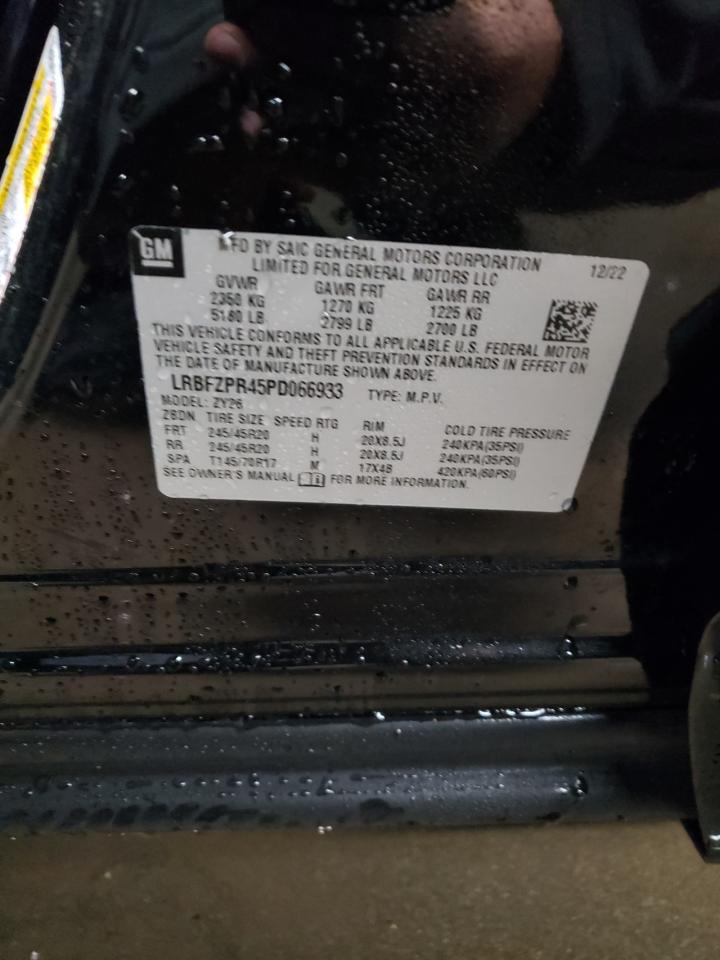 GM
MFD BY SAIC GENERAL MOTORS CORPORATION
LIMITED FOR GENERAL MOTORS LLC
12/22
GVWR GAWR FRT GAWR RR
2350 KG 1270 KG 1225 KG
5180 LB 2799 LB 2700 LB
THIS VEHICLE CONFORMS TO ALL APPLICABLE U.S. FEDERAL MOTOR
VEHICLE SAFETY AND THEFT PREVENTION STANDARDS IN EFFECT ON
THE DATE OF MANUFACTURE SHOWN ABOVE.
LRBFZPR45PD066933 TYPE: M.P.V.
MODEL: ZY26
ZBDN TIRE SIZE SPEED RTG RIM COLD TIRE PRESSURE
FRT 245/45R20 H 20X8.5J 240KPA(35PSI)
RR 245/45R20 H 20X8.5J 240KPA(35PSI)
SPA T145/70R17 M 17X4B 420KPA(60PSI)
SEE OWNER'S MANUAL FOR MORE INFORMATION.